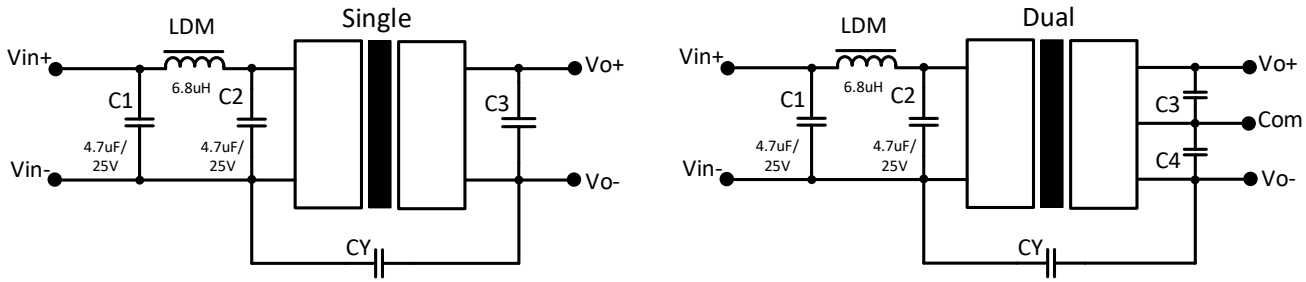 Single
LDM
Vin+
6.8uH
Vo+
C1
C2
C3
4.7uF/
25V
4.7uF/
25V
Vin-
Vo-
CY
Dual
LDM
Vin+
6.8uH
Vo+
C1
C2
C3
Com
4.7uF/
25V
4.7uF/
25V
C4
Vin-
Vo-
CY